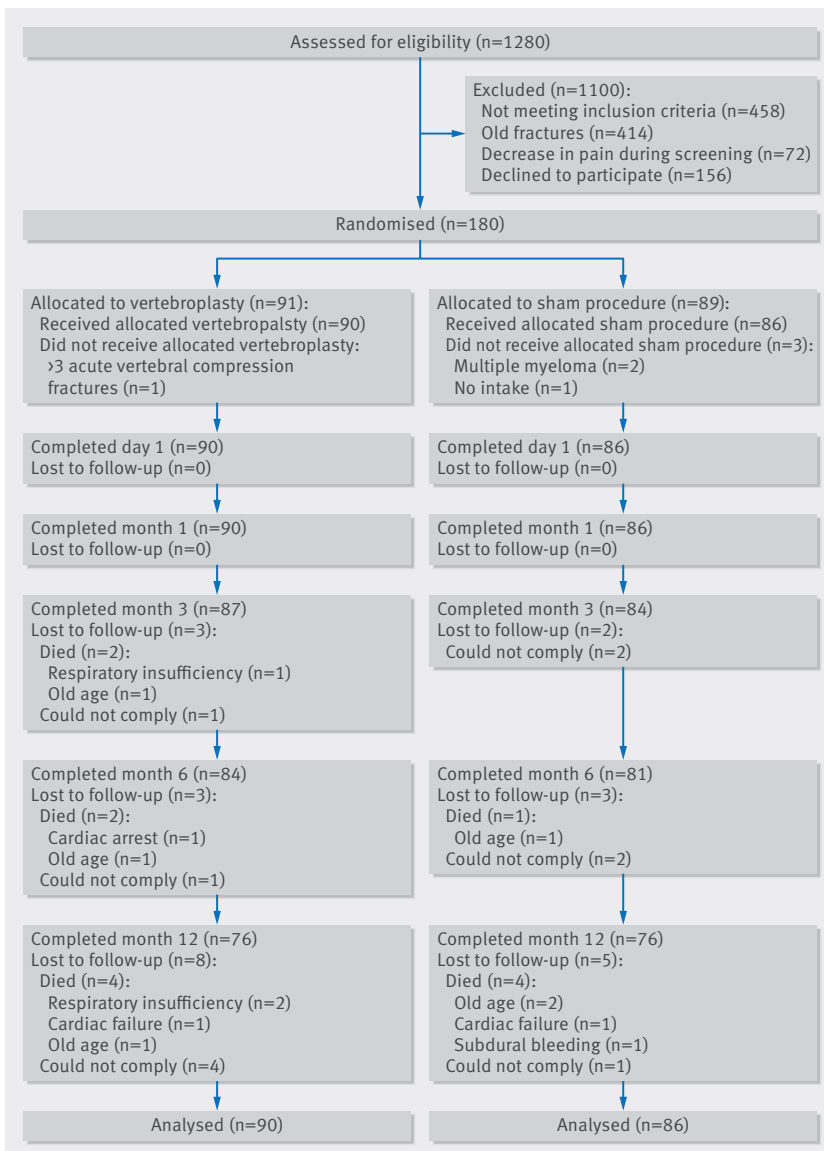 Assessed for eligibility (n=1280)
Excluded (n=1100):
Not meeting inclusion criteria (n=458)
Old fractures (n=414)
Decrease in pain during screening (n=72)
Declined to participate (n=156)
Randomised (n=180)
Allocated to vertebroplasty (n=91):
Received allocated vertebropalsty (n=90)
Did not receive allocated vertebroplasty:
>3 acute vertebral compression
fractures (n=1)
Allocated to sham procedure (n=89):
Received allocated sham procedure (n=86)
Did not receive allocated sham procedure (n=3):
Multiple myeloma (n=2)
No intake (n=1)
Completed day 1 (n=90)
Lost to follow-up (n=0)
Completed day 1 (n=86)
Lost to follow-up (n=0)
Completed month 1 (n=90)
Lost to follow-up (n=0)
Completed month 1 (n=86)
Lost to follow-up (n=0)
Completed month 3 (n=87)
Lost to follow-up (n=3):
Died (n=2):
Respiratory insufficiency (n=1)
Old age (n=1)
Could not comply (n=1)
Completed month 3 (n=84)
Lost to follow-up (n=2):
Could not comply (n=2)
Completed month 6 (n=84)
Lost to follow-up (n=3):
Died (n=2):
Cardiac arrest (n=1)
Old age (n=1)
Could not comply (n=1)
Completed month 6 (n=81)
Lost to follow-up (n=3):
Died (n=1):
Old age (n=1)
Could not comply (n=2)
Completed month 12 (n=76)
Lost to follow-up (n=8):
Died (n=4):
Respiratory insufficiency (n=2)
Cardiac failure (n=1)
Old age (n=1)
Could not comply (n=4)
Completed month 12 (n=76)
Lost to follow-up (n=5):
Died (n=4):
Old age (n=2)
Cardiac failure (n=1)
Subdural bleeding (n=1)
Could not comply (n=1)
Analysed (n=90)
Analysed (n=86)